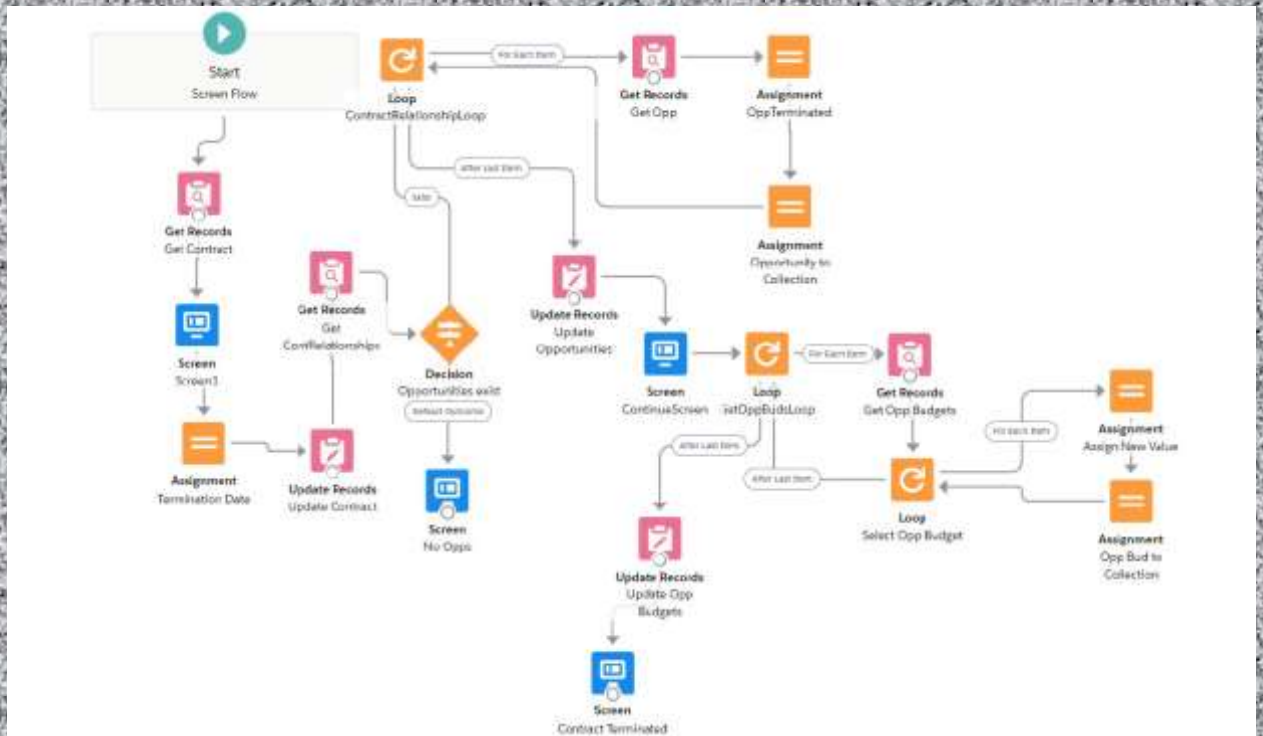 Start
Screen Flow
Loop
ContractRelationshipLoop
For Each Item
Get Records
Get Opp
Assignment
OppTerminated
Assignment
Opportunity to
Collection
After Last Item
Get Records
Get Contract
Screen
Screen1
Assignment
Termination Date
Update Records
Update Contract
Get Records
Get
ContRelationships
Decision
Opportunities exist
Default Outcome
Screen
No Opps
Update Records
Update
Opportunities
Screen
ContinueScreen
Loop
For Each Item
Get Records
Get Opp Budgets
For Each Item
Assignment
Assign New Value
Assignment
Opp Bud to
Collection
Loop
Select Opp Budget
After Last Item
After Last Item
Update Records
Update Opp
Budgets
Screen
Contract Terminated